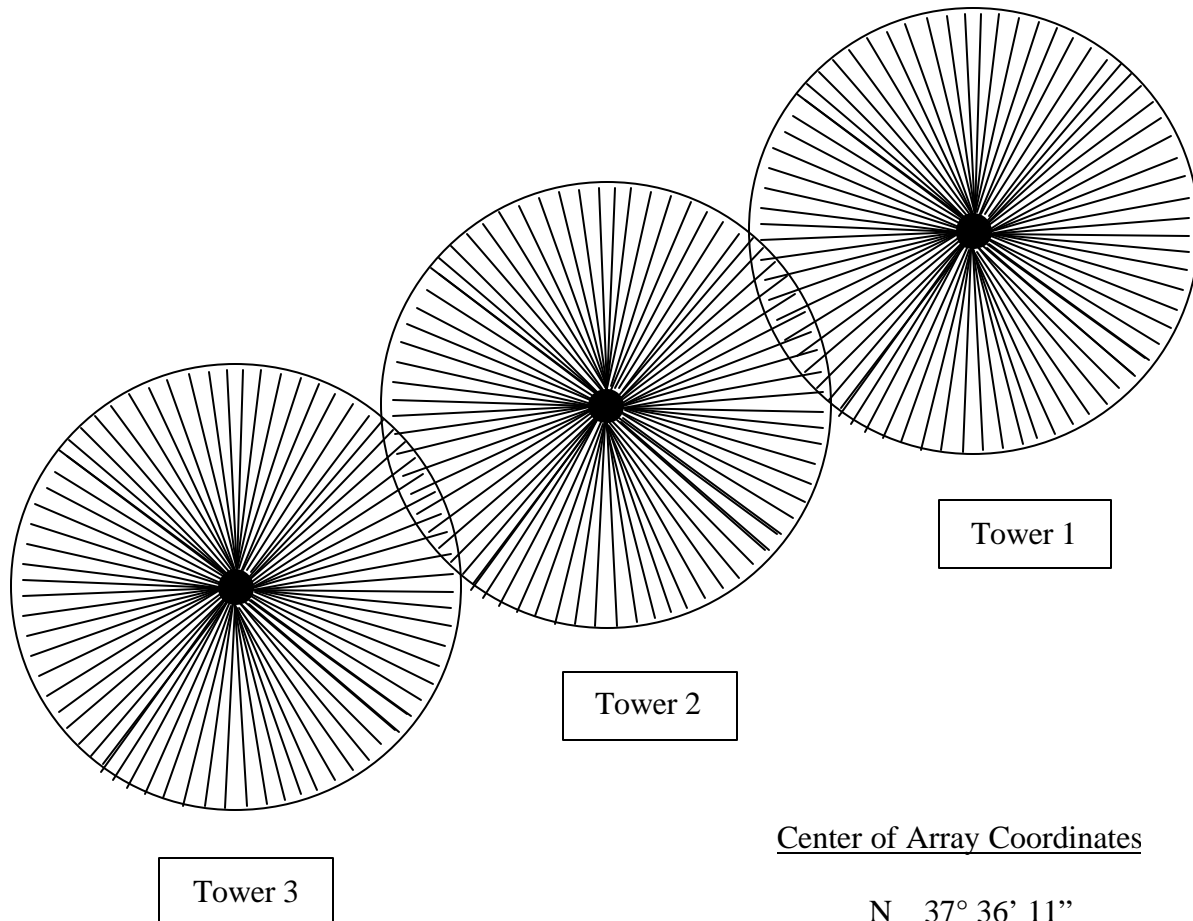 Tower 1
Tower 2
Center of Array Coordinates
Tower 3
N 37° 36’ 11”